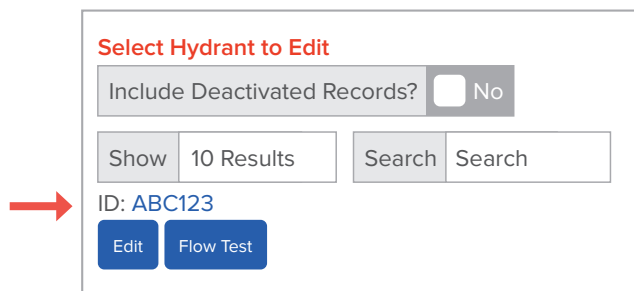 Select Hydrant to Edit
Include Deactivated Records? No
Show 10 Results Search Search
ID: ABC123
Edit Flow Test